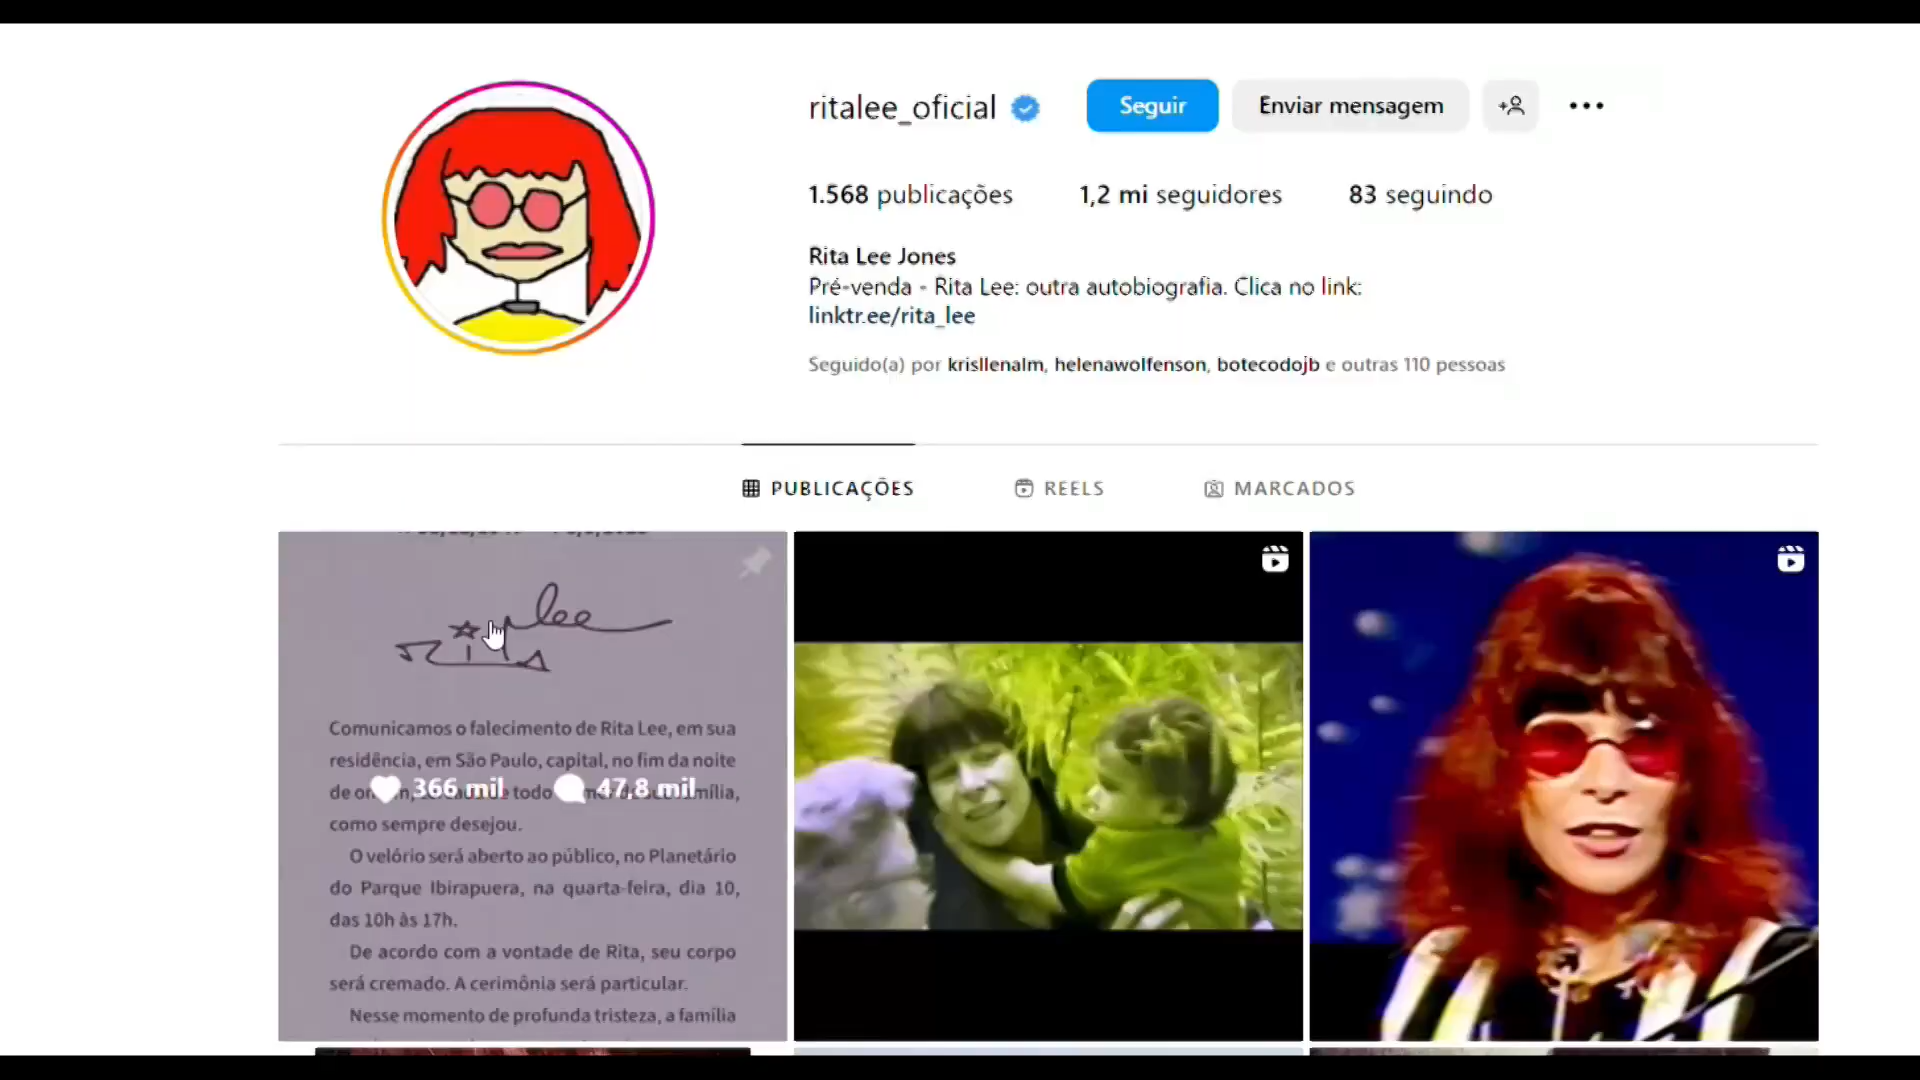 ritalee_oficial
Seguir
Enviar mensagem
1.568 publicações
1,2 mi seguidores
83 seguindo
Rita Lee Jones
Pré-venda - Rita Lee: outra autobiografia. Clica no link:
linktr.ee/rita_lee
Seguido(a) por krisllenalm, helenawolfenson, botecodojb e outras 110 pessoas
PUBLICAÇÕES
REELS
MARCADOS
Rita lee
Comunicamos o falecimento de Rita Lee, em sua
residência, em São Paulo, capital, no fim da noite
de
366 mil
todo
47,8 mil
como sempre desejou.
O velório será aberto ao público, no Planetário
do Parque Ibirapuera, na quarta-feira, dia 10,
das 10h às 17h.
De acordo com a vontade de Rita, seu corpo
será cremado. A cerimônia será particular.
Nesse momento de profunda tristeza, a família